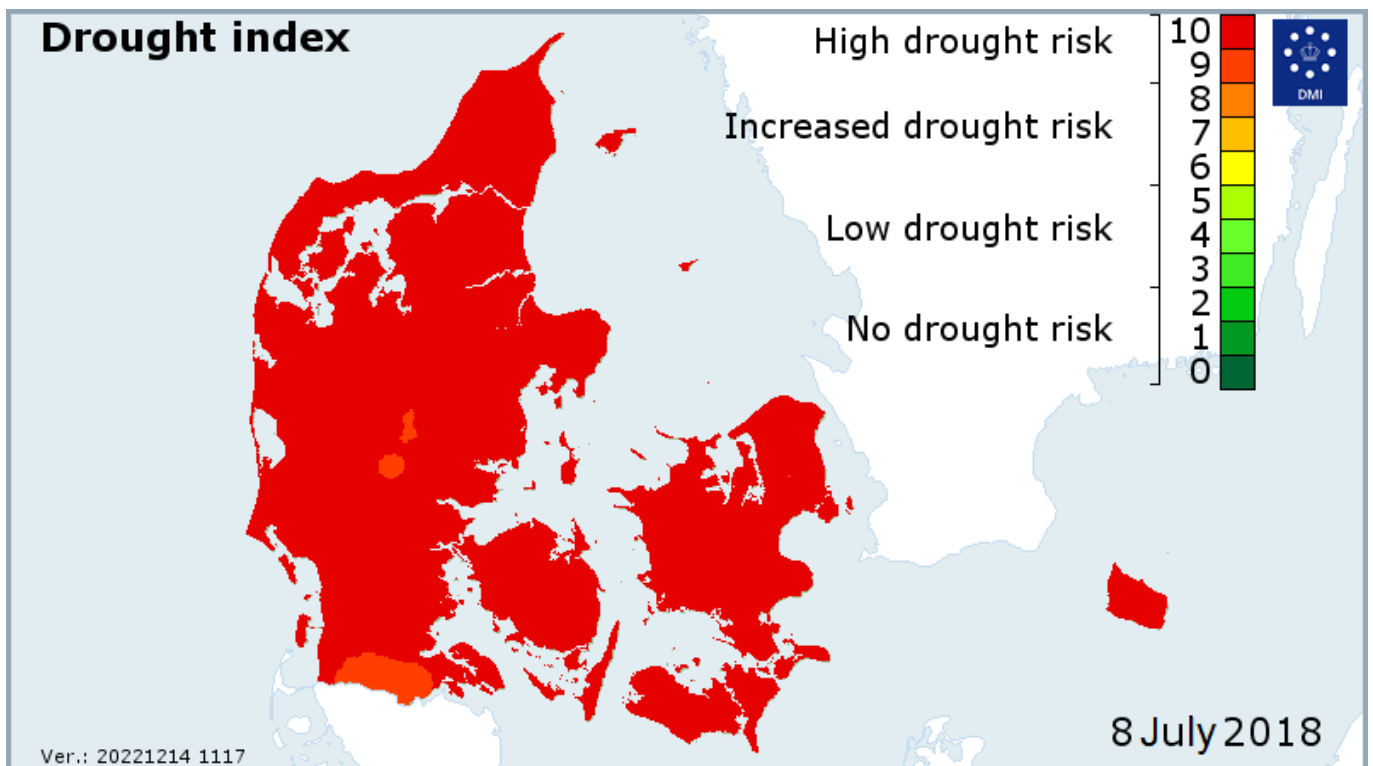 Drought index
High drought risk
Increased drought risk
Low drought risk
No drought risk
10
9
8
7
6
5
4
3
2
1
0
DMI
8 July 2018
Ver.: 20221214 1117